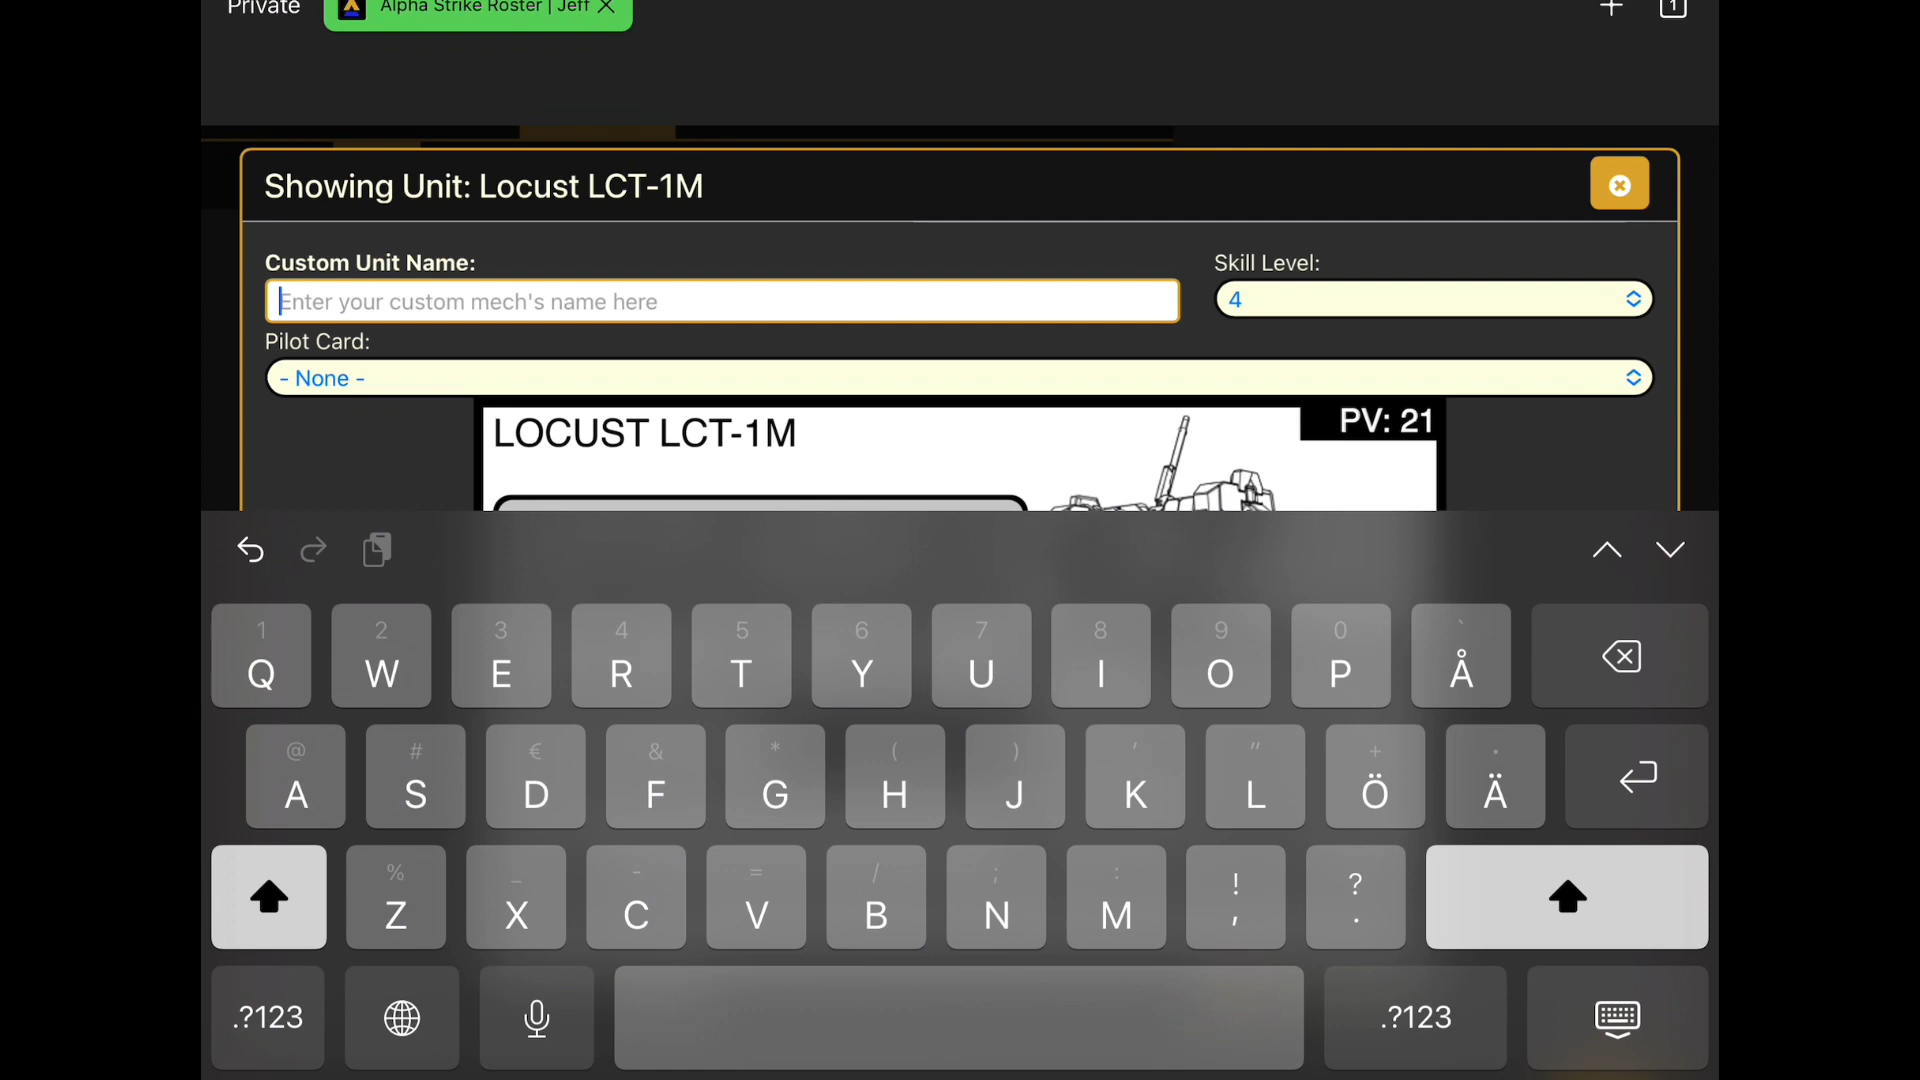 Private
Alpha Strike Roster | Jeff
1
Showing Unit: Locust LCT-1M
Custom Unit Name:
Skill Level:
Enter your custom mech's name here
4
Pilot Card:
- None -
LOCUST LCT-1M
PV: 21
1 2 3 4 5 6 7 8 9 0 `
Q W E R T Y U I O P Å
@ # € & * ( ) ' " +
A S D F G H J K L Ö Ä
% _ - = / ; : ! ?
Z X C V B N M , .
.?123
.?123